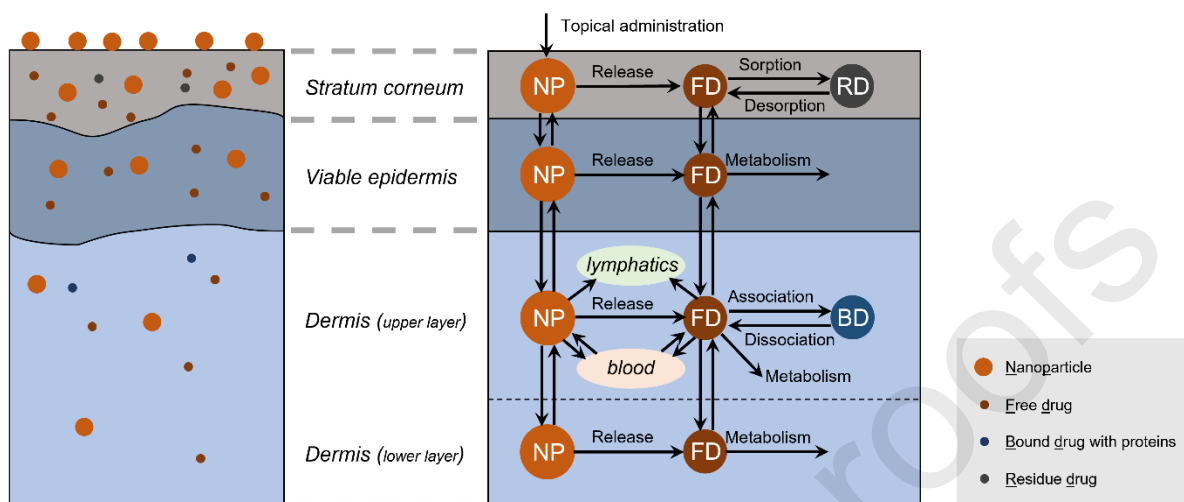 Topical administration
Stratum corneum
NP
Release
FD
Sorption
Desorption
RD
Viable epidermis
NP
Release
FD
Metabolism
lymphatics
Dermis (upper layer)
NP
Release
FD
Association
Dissociation
BD
blood
Metabolism
Dermis (lower layer)
NP
Release
FD
Metabolism
Nanoparticle
Free drug
Bound drug with proteins
Residue drug
oofs